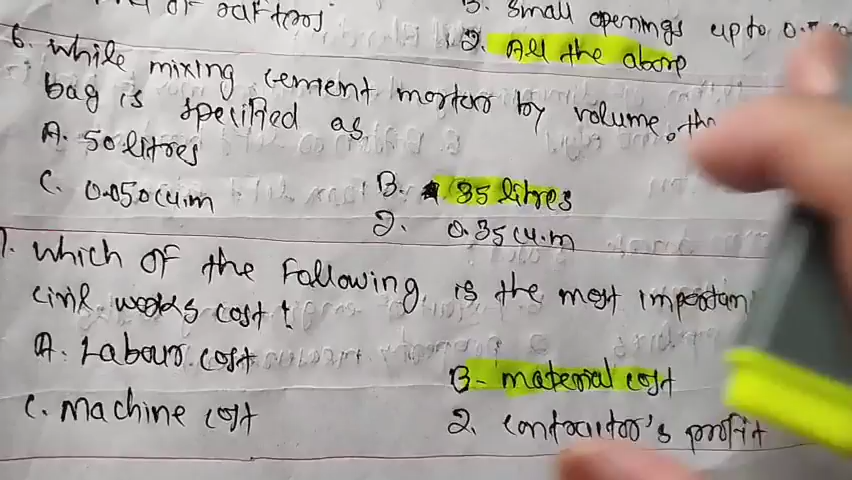 of rafters
B. Small openings up to 0.
D. All the above
6. While mixing cement mortar by volume, the
bag is specified as
A. 50 litres
B. 35 litres
C. 0.050 cu.m
D. 0.35 cu.m
7. Which of the Following is the most important
civil works cost?
A. Labour cost
B- material cost
C. Machine cost
D. contractor's profit